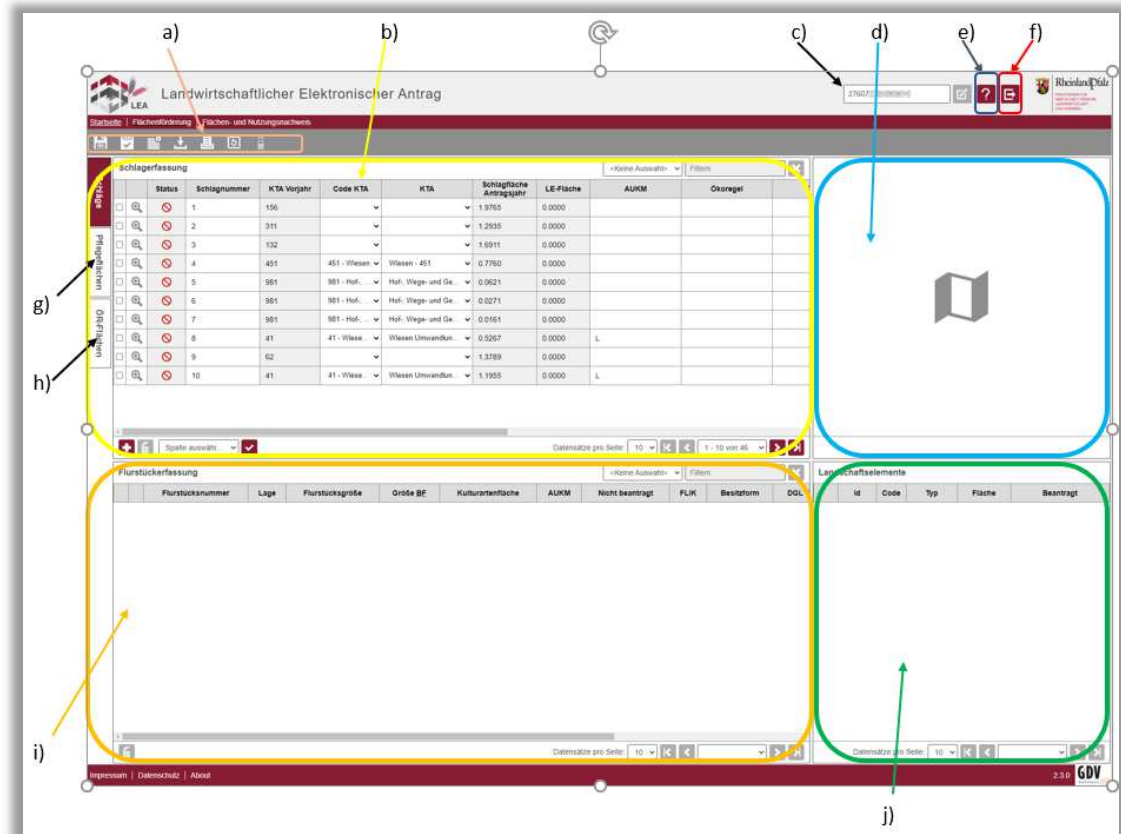 a)
b)
c)
d)
e)
f)
LEA
Landwirtschaftlicher Elektronischer Antrag
27607
?
RheinlandPfalz
Startseite | Flächenförderung | Flächen- und Nutzungsnachweis
Schläge
Pflegeflächen
ÖR-Flächen
Schlagerfassung
«Keine Auswahl»
Filtern
Status Schlagnummer KTA Vorjahr Code KTA KTA Schlagfläche Antragsjahr LE-Fläche AUKM Ökoregel
1 156 1.9765 0.0000
2 311 1.2935 0.0000
3 132 1.6911 0.0000
4 451 451 - Wiesen Wiesen - 451 0.7760 0.0000
5 981 981 - Hof-, ... Hof-, Wege- und Ge... 0.0621 0.0000
6 981 981 - Hof-, ... Hof-, Wege- und Ge... 0.0271 0.0000
7 981 981 - Hof-, ... Hof-, Wege- und Ge... 0.0161 0.0000
8 41 41 - Wiese... Wiesen Umwandlun... 0.5267 0.0000 L
9 62 1.3789 0.0000
10 41 41 - Wiese... Wiesen Umwandlun... 1.1955 0.0000 L
g)
h)
Spalte auswähl...
Datensätze pro Seite: 10
1 - 10 von 46
Flurstückerfassung
«Keine Auswahl»
Filtern
Flurstücksnummer Lage Flurstücksgröße Größe BF Kulturartenfläche AUKM Nicht beantragt FLIK Besitzform DGL
Landschaftselemente
Id Code Typ Fläche Beantragt
i)
Datensätze pro Seite: 10
Datensätze pro Seite: 10
Impressum | Datenschutz | About
2.3.0 GDV
j)